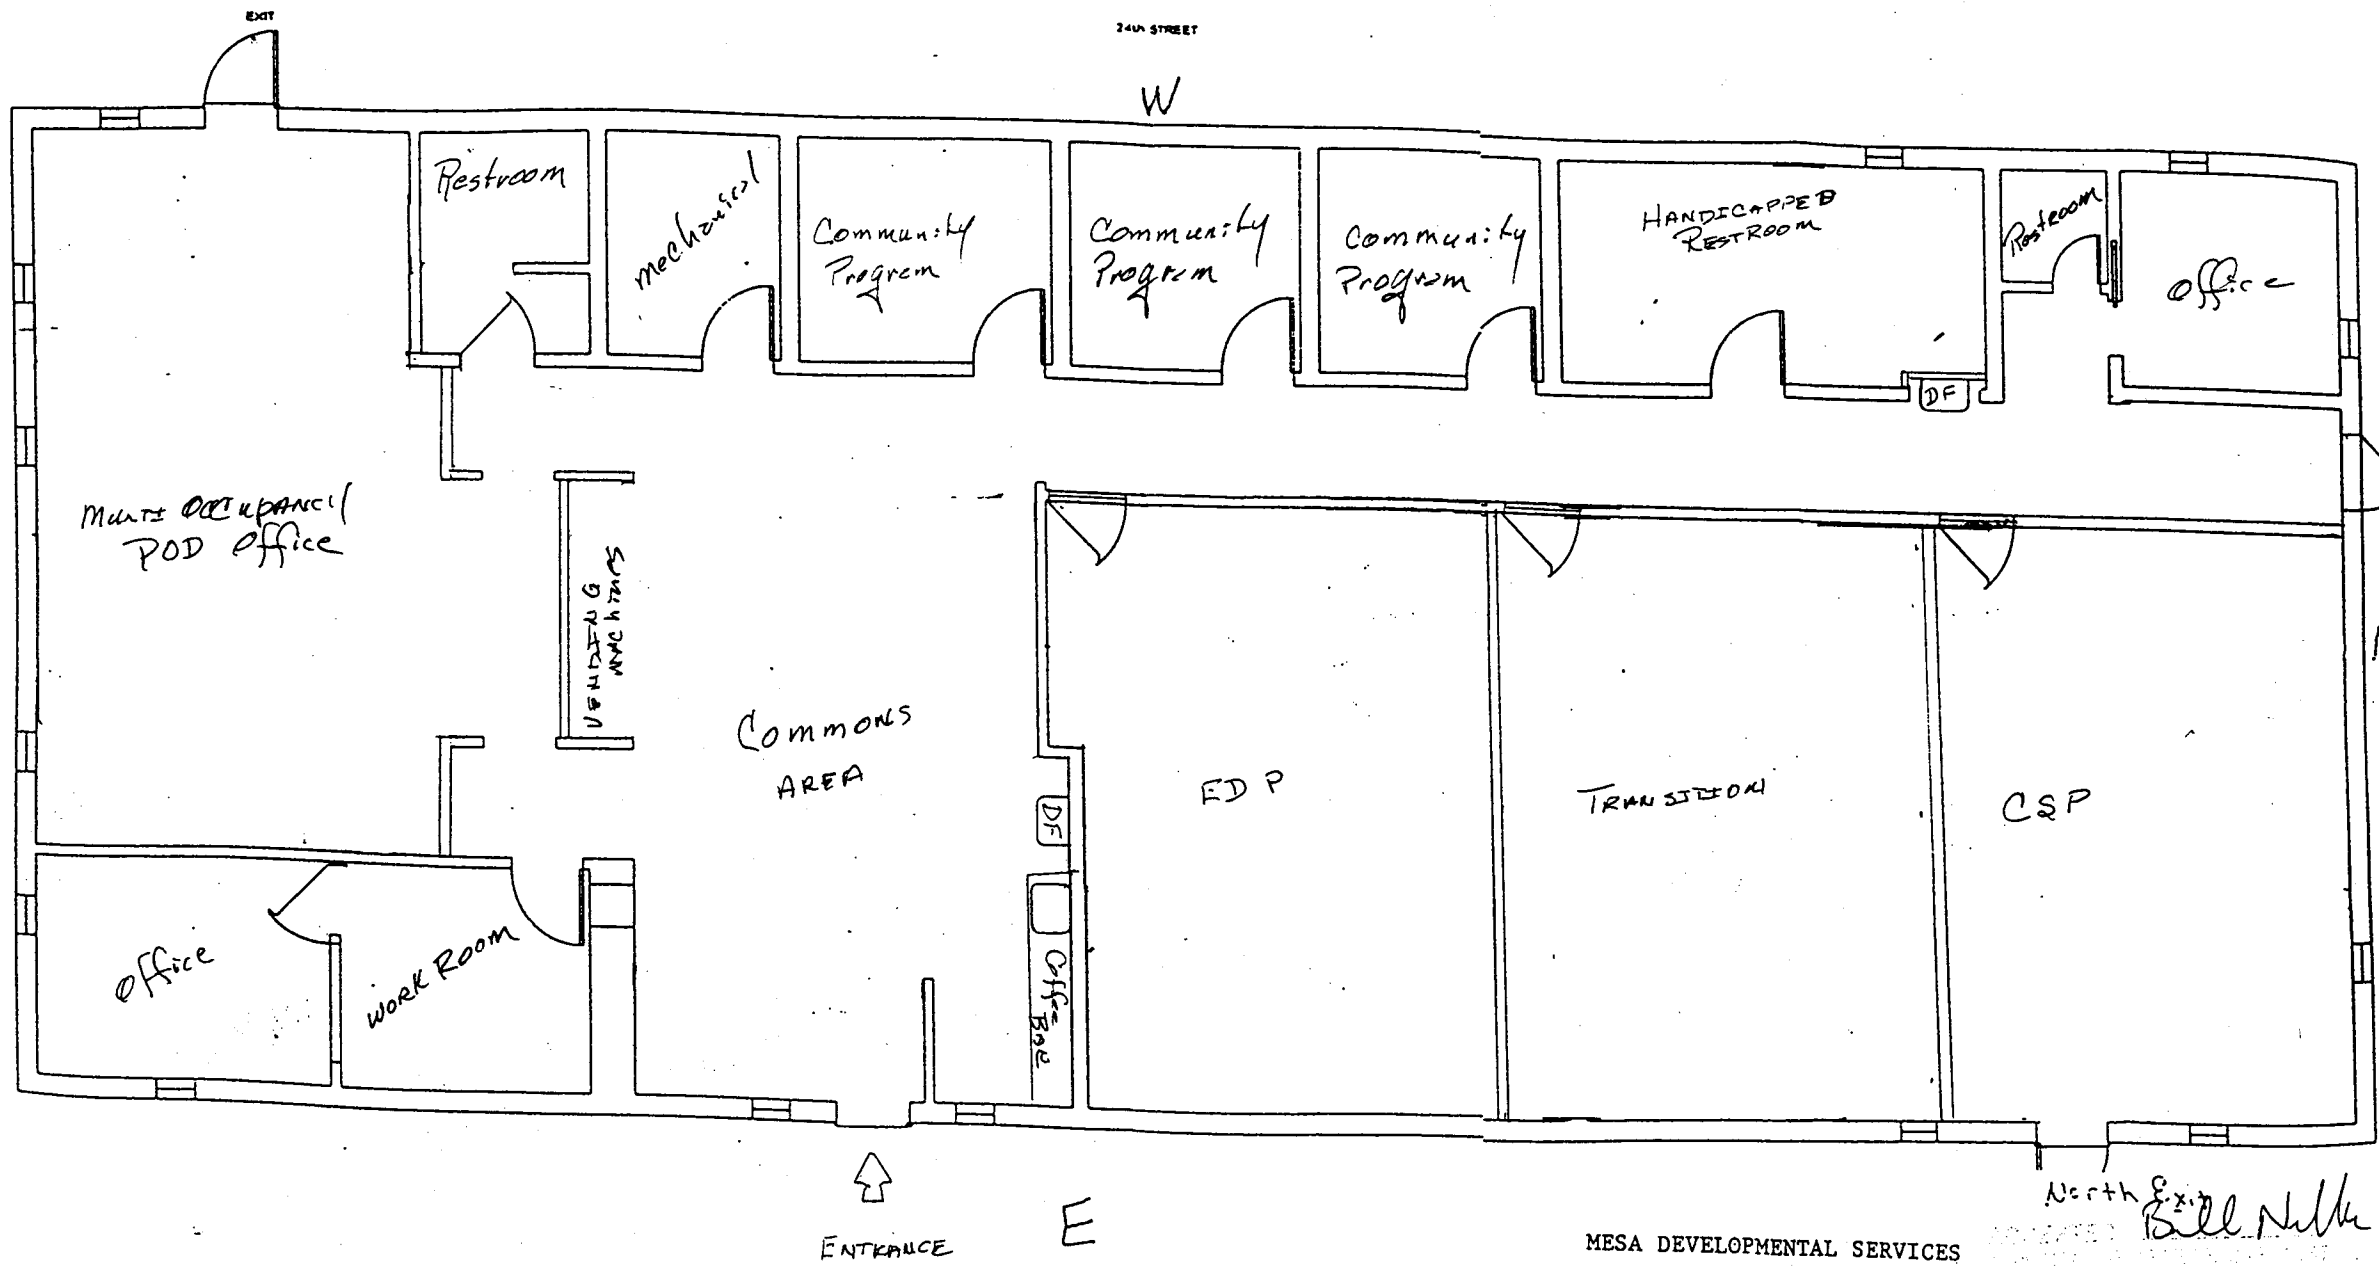 EXIT
24th STREET
W
Restroom
Mechanical
Community
Program
Community
Program
Community
Program
HANDICAPPED
RESTROOM
Restroom
Office
DF
MULTI OCCUPANCY
POD Office
VENDING
MACHINES
COMMONS
AREA
DF
EDP
TRANSITION
CSP
Office
WORK ROOM
Coffee
BAR
ENTRANCE
E
North Exit
Bill
MESA DEVELOPMENTAL SERVICES